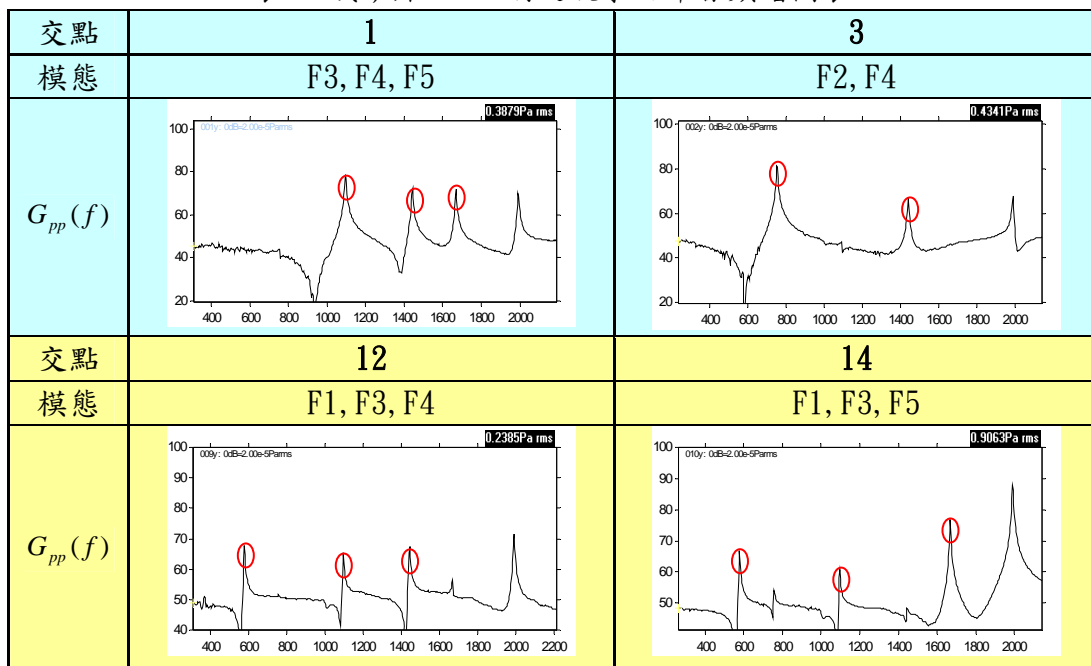 交點 1 3
模態 F3, F4, F5 F2, F4
G_pp(f)
0.3879Pa rms
001y: 0dB=2.00e-5Parms
100
80
60
40
20
400 600 800 1000 1200 1400 1600 1800 2000
0.4341Pa rms
002y: 0dB=2.00e-5Parms
100
80
60
40
20
400 600 800 1000 1200 1400 1600 1800 2000
交點 12 14
模態 F1, F3, F4 F1, F3, F5
G_pp(f)
0.2385Pa rms
009y: 0dB=2.00e-5Parms
100
90
80
70
60
50
40
400 600 800 1000 1200 1400 1600 1800 2000 2200
0.9063Pa rms
010y: 0dB=2.00e-5Parms
100
90
80
70
60
50
400 600 800 1000 1200 1400 1600 1800 2000